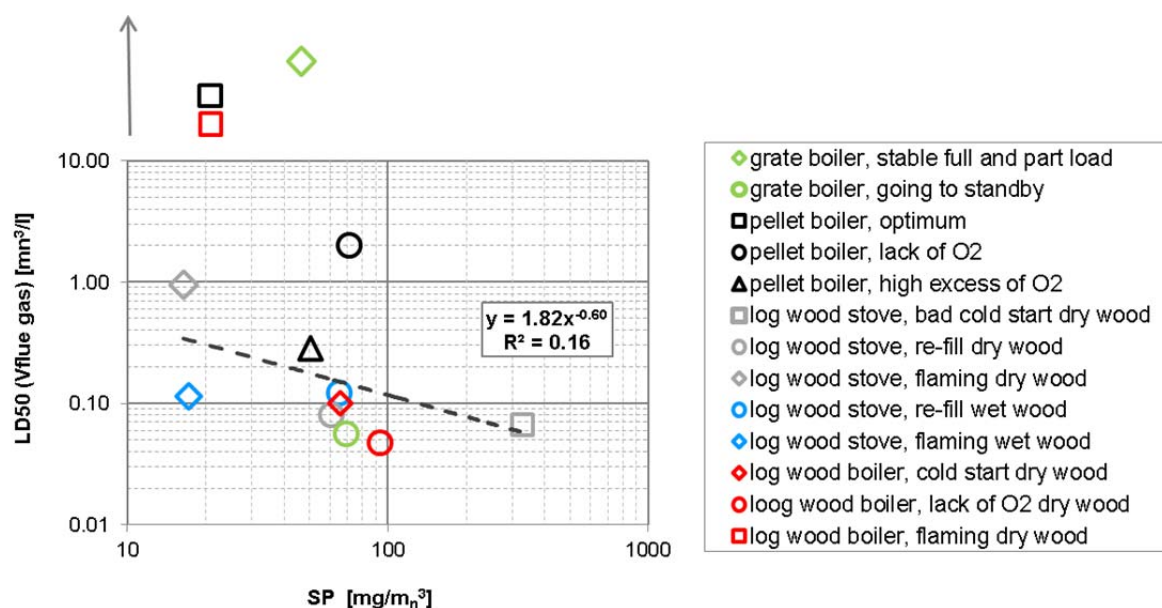 10.00
1.00
0.10
0.01
LD50 (Vflue gas) [mn³/l]
10
100
1000
SP [mg/mₙ³]
y = 1.82x⁻⁰·⁶⁰
R² = 0.16
grate boiler, stable full and part load
grate boiler, going to standby
pellet boiler, optimum
pellet boiler, lack of O2
pellet boiler, high excess of O2
log wood stove, bad cold start dry wood
log wood stove, re-fill dry wood
log wood stove, flaming dry wood
log wood stove, re-fill wet wood
log wood stove, flaming wet wood
log wood boiler, cold start dry wood
loog wood boiler, lack of O2 dry wood
log wood boiler, flaming dry wood